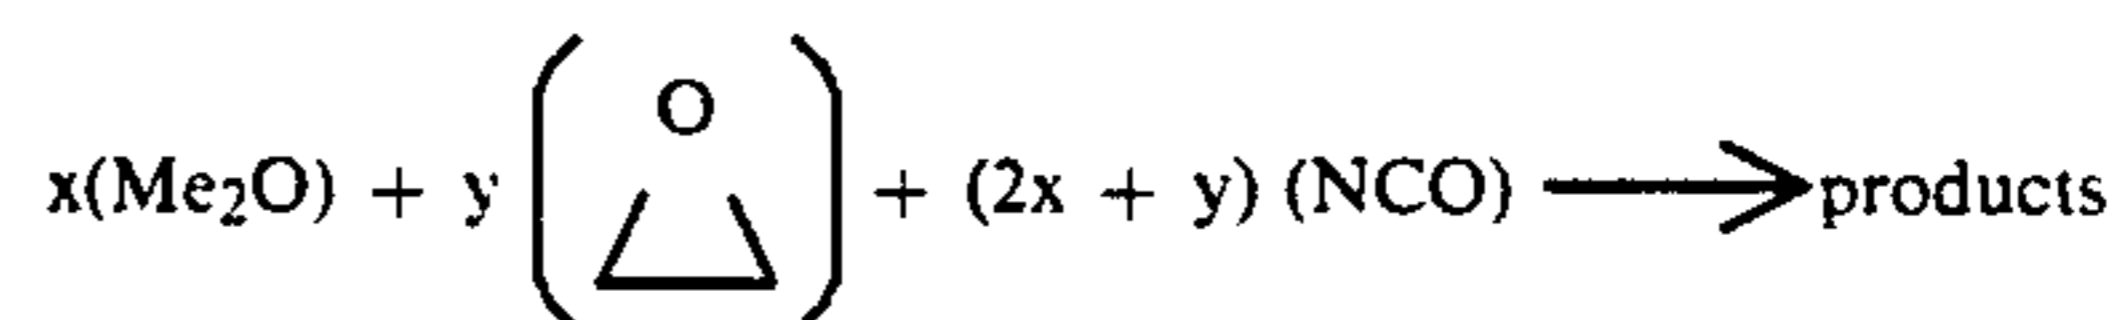 x(Me₂O) + y ( O ) + (2x + y) (NCO) ⟶ products